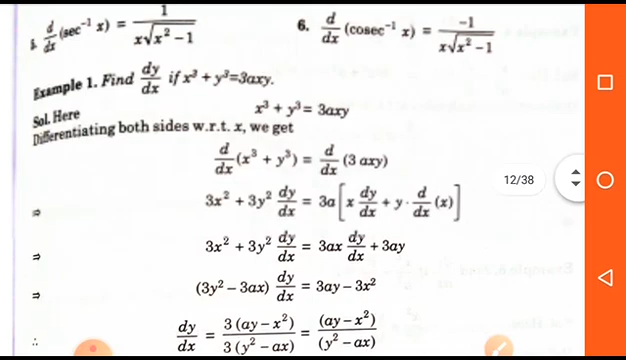 5. d/dx (sec⁻¹ x) = 1/(x√(x² − 1))
6. d/dx (cosec⁻¹ x) = −1/(x√(x² − 1))
Example 1. Find dy/dx if x³ + y³=3axy.
Sol. Here x³ + y³ = 3axy
Differentiating both sides w.r.t. x, we get
d/dx (x³ + y³) = d/dx (3 axy)
⇒ 3x² + 3y² dy/dx = 3a [x dy/dx + y · d/dx (x)]
⇒ 3x² + 3y² dy/dx = 3ax dy/dx + 3ay
⇒ (3y² − 3ax) dy/dx = 3ay − 3x²
∴ dy/dx = 3 (ay − x²)/3 (y² − ax) = (ay − x²)/(y² − ax)
12/38